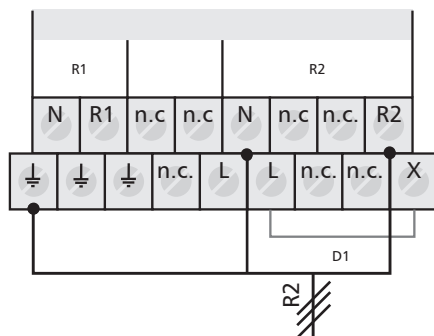 R1 R2
N R1 n.c n.c N n.c n.c. R2
n.c. L L n.c. n.c. X
D1
R2